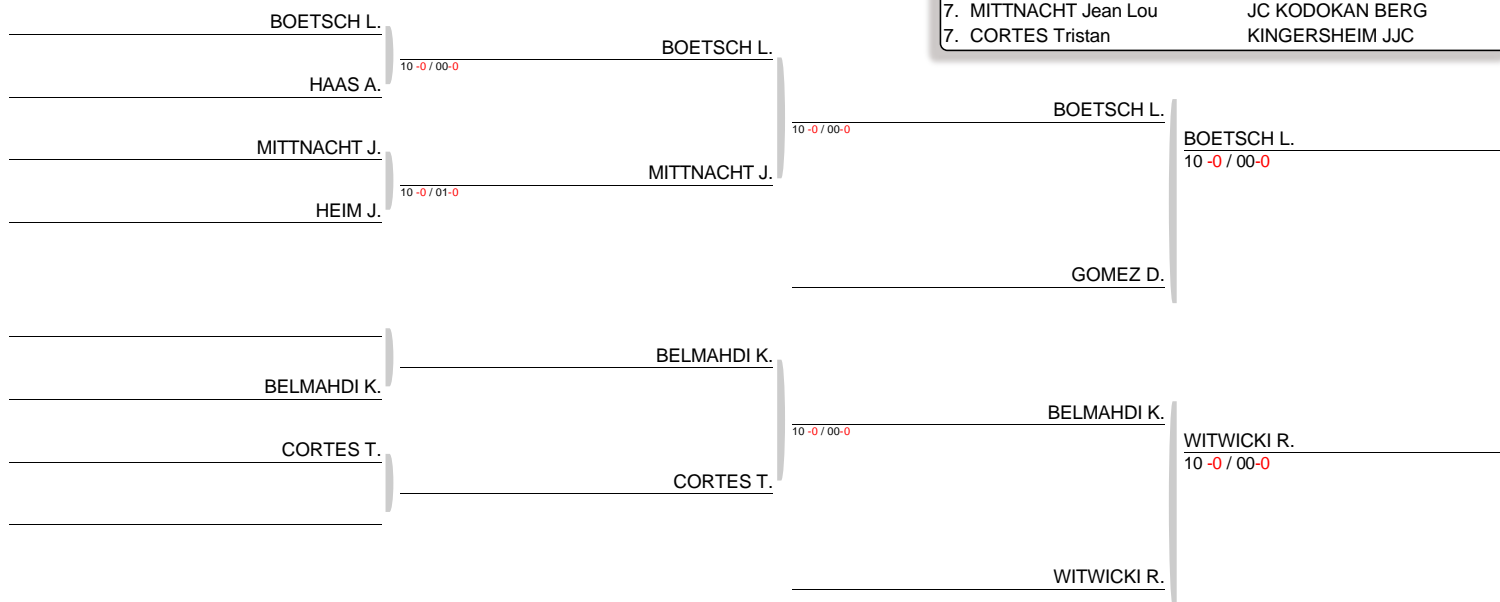 7. MITTNACHT Jean Lou JC KODOKAN BERG
7. CORTES Tristan KINGERSHEIM JJC
BOETSCH L.
HAAS A.
MITTNACHT J.
HEIM J.
BELMAHDI K.
CORTES T.
BOETSCH L.
10 -0 / 00-0
MITTNACHT J.
10 -0 / 01-0
BELMAHDI K.
CORTES T.
BOETSCH L.
10 -0 / 00-0
GOMEZ D.
BELMAHDI K.
10 -0 / 00-0
WITWICKI R.
BOETSCH L.
10 -0 / 00-0
WITWICKI R.
10 -0 / 00-0